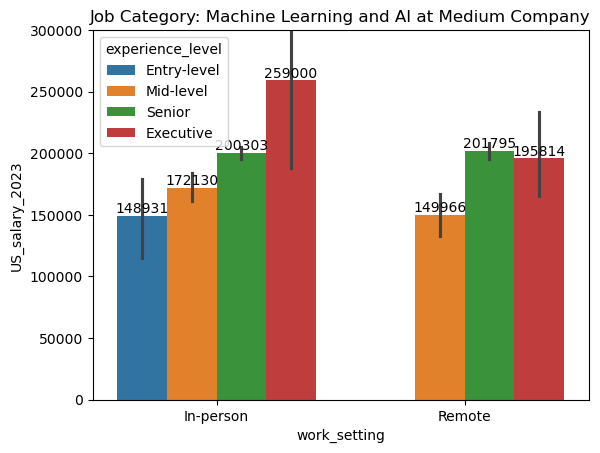 Job Category: Machine Learning and AI at Medium Company
300000
250000
200000
150000
100000
50000
0
US_salary_2023
experience_level
Entry-level
Mid-level
Senior
Executive
148931
172130
200303
259000
149966
201795
195814
In-person
Remote
work_setting